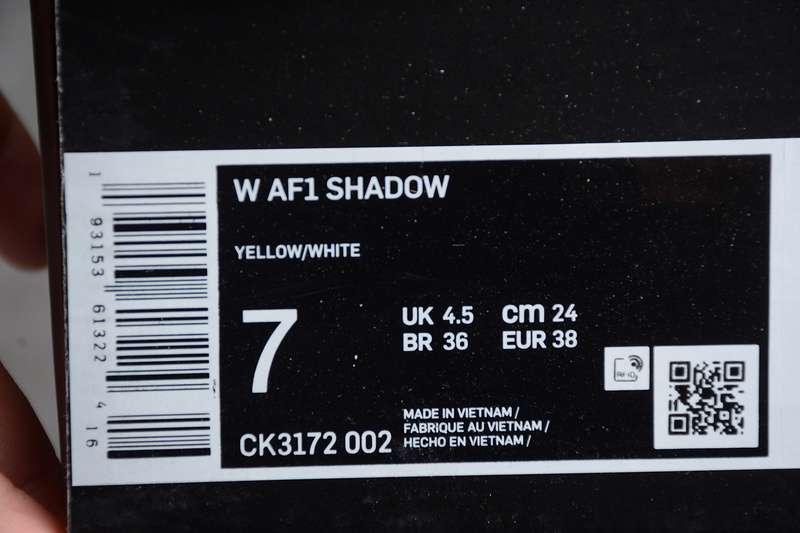 W AF1 SHADOW
YELLOW/WHITE
7
UK 4.5 cm 24
BR 36 EUR 38
CK3172 002
MADE IN VIETNAM /
FABRIQUE AU VIETNAM /
HECHO EN VIETNAM /
1 93153 61322 4 16